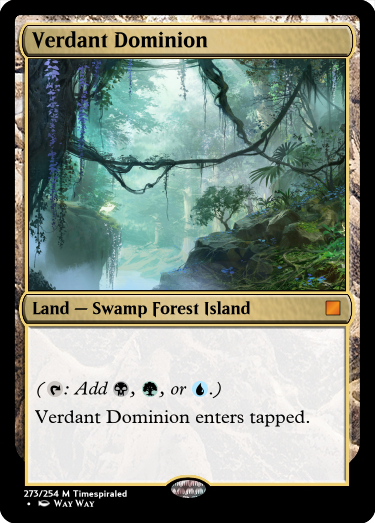 Verdant Dominion
Land — Swamp Forest Island
( : Add , , or .)
Verdant Dominion enters tapped.
273/254 M Timespiraled
• Way Way